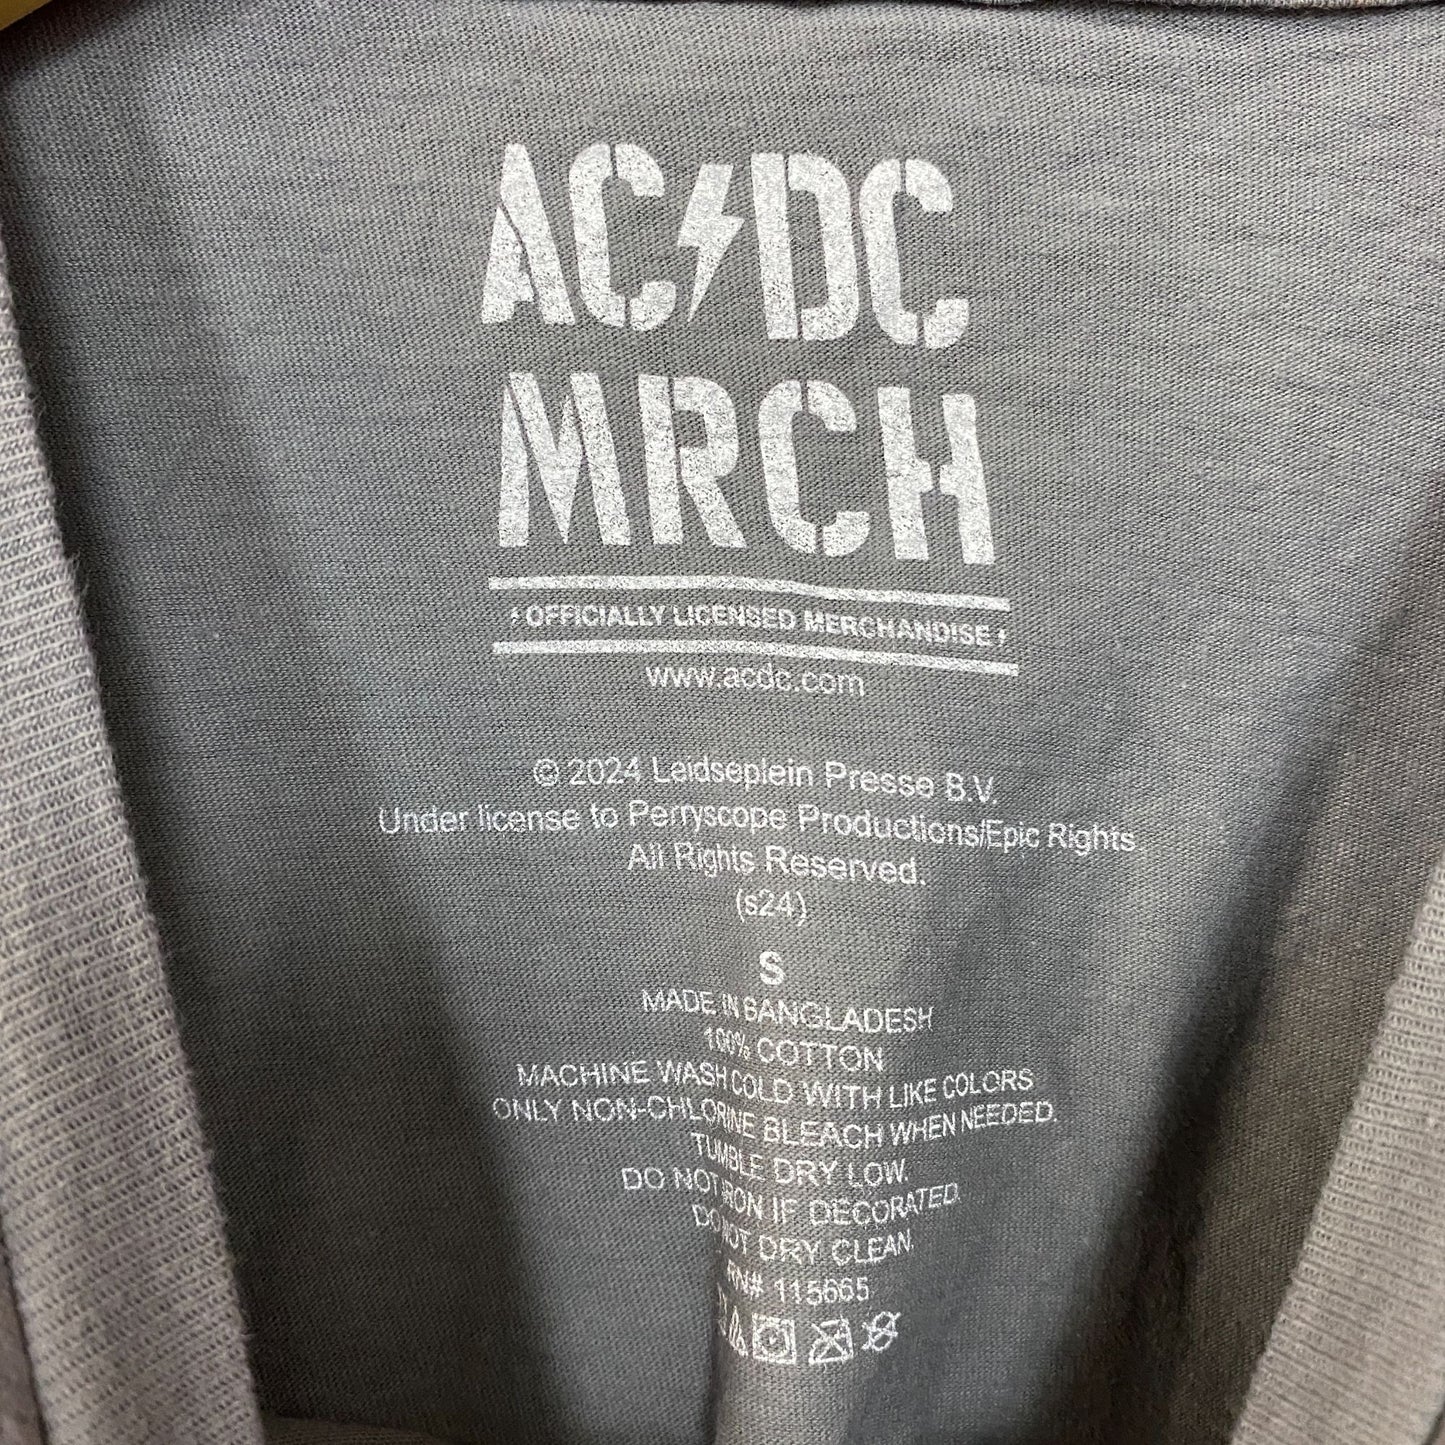 AC⚡DC
MRCH
OFFICIALLY LICENSED MERCHANDISE
www.acdc.com
© 2024 Leidseplein Presse B.V.
Under license to Perryscope Productions/Epic Rights
All Rights Reserved.
(s24)
S
MADE IN BANGLADESH
100% COTTON
MACHINE WASH COLD WITH LIKE COLORS
ONLY NON-CHLORINE BLEACH WHEN NEEDED.
TUMBLE DRY LOW.
DO NOT IRON IF DECORATED.
DO NOT DRY CLEAN.
RN# 115665